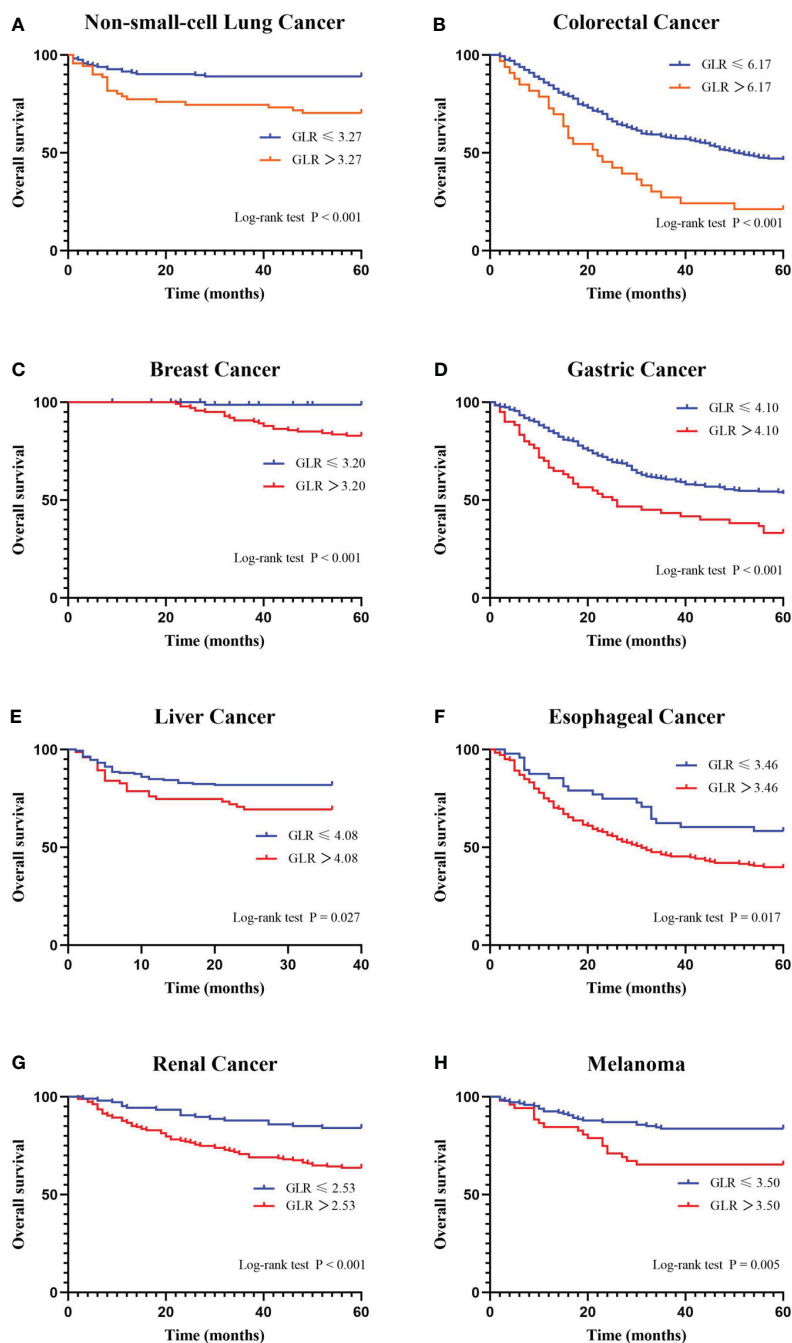 A
Non-small-cell Lung Cancer
Overall survival
100
50
0
GLR ≤ 3.27
GLR > 3.27
Log-rank test P < 0.001
0 20 40 60
Time (months)
B
Colorectal Cancer
Overall survival
100
50
0
GLR ≤ 6.17
GLR > 6.17
Log-rank test P < 0.001
0 20 40 60
Time (months)
C
Breast Cancer
Overall survival
100
50
0
GLR ≤ 3.20
GLR > 3.20
Log-rank test P < 0.001
0 20 40 60
Time (months)
D
Gastric Cancer
Overall survival
100
50
0
GLR ≤ 4.10
GLR > 4.10
Log-rank test P < 0.001
0 20 40 60
Time (months)
E
Liver Cancer
Overall survival
100
50
0
GLR ≤ 4.08
GLR > 4.08
Log-rank test P = 0.027
0 10 20 30 40
Time (months)
F
Esophageal Cancer
Overall survival
100
50
0
GLR ≤ 3.46
GLR > 3.46
Log-rank test P = 0.017
0 20 40 60
Time (months)
G
Renal Cancer
Overall survival
100
50
0
GLR ≤ 2.53
GLR > 2.53
Log-rank test P < 0.001
0 20 40 60
Time (months)
H
Melanoma
Overall survival
100
50
0
GLR ≤ 3.50
GLR > 3.50
Log-rank test P = 0.005
0 20 40 60
Time (months)